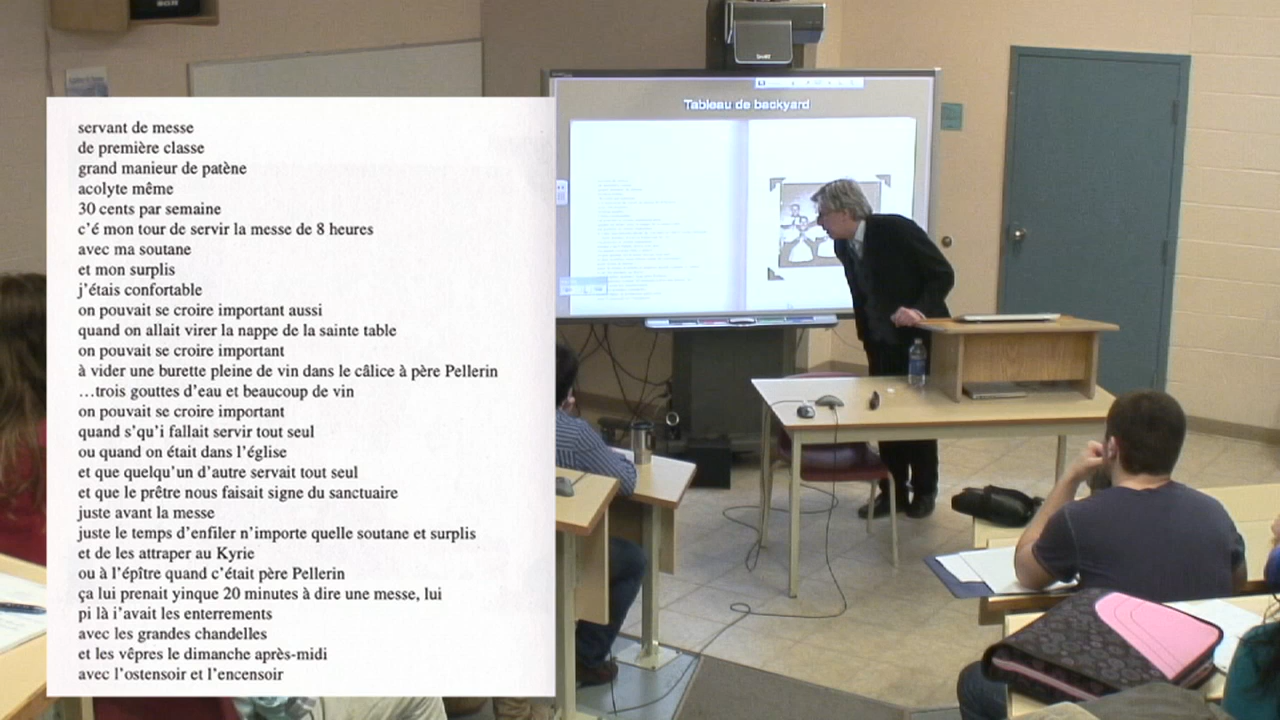 servant de messe
de première classe
grand manieur de patène
acolyte même
30 cents par semaine
c'é mon tour de servir la messe de 8 heures
avec ma soutane
et mon surplis
j'étais confortable
on pouvait se croire important aussi
quand on allait virer la nappe de la sainte table
on pouvait se croire important
à vider une burette pleine de vin dans le câlice à père Pellerin
…trois gouttes d'eau et beaucoup de vin
on pouvait se croire important
quand s'qu'i fallait servir tout seul
ou quand on était dans l'église
et que quelqu'un d'autre servait tout seul
et que le prêtre nous faisait signe du sanctuaire
juste avant la messe
juste le temps d'enfiler n'importe quelle soutane et surplis
et de les attraper au Kyrie
ou à l'épître quand c'était père Pellerin
ça lui prenait yinque 20 minutes à dire une messe, lui
pi là i'avait les enterrements
avec les grandes chandelles
et les vêpres le dimanche après-midi
avec l'ostensoir et l'encensoir
Tableau de backyard